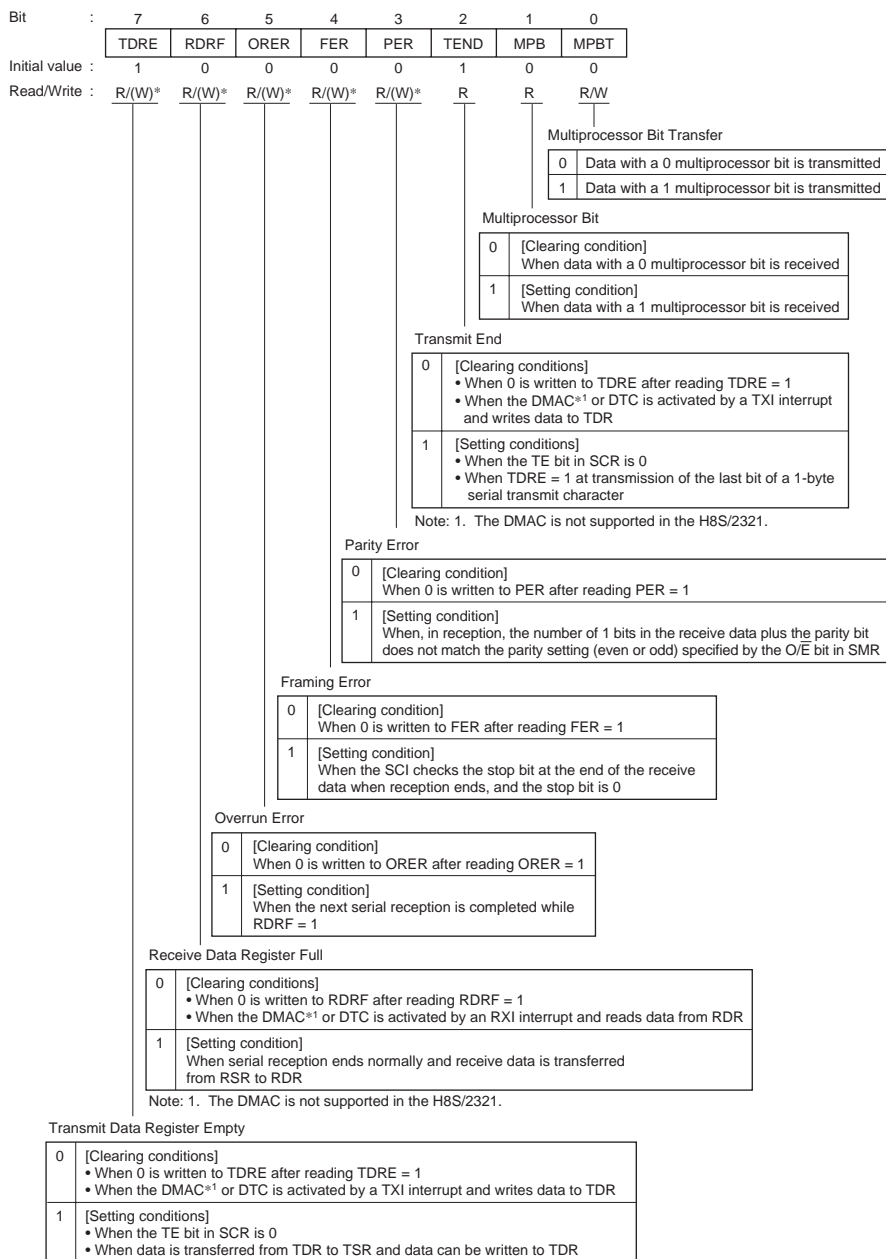 Bit : 7 6 5 4 3 2 1 0
TDRE RDRF ORER FER PER TEND MPB MPBT
Initial value : 1 0 0 0 0 1 0 0
Read/Write : R/(W)* R/(W)* R/(W)* R/(W)* R/(W)* R R R/W
Multiprocessor Bit Transfer
0 Data with a 0 multiprocessor bit is transmitted
1 Data with a 1 multiprocessor bit is transmitted
Multiprocessor Bit
0 [Clearing condition]
When data with a 0 multiprocessor bit is received
1 [Setting condition]
When data with a 1 multiprocessor bit is received
Transmit End
0 [Clearing conditions]
• When 0 is written to TDRE after reading TDRE = 1
• When the DMAC*1 or DTC is activated by a TXI interrupt
and writes data to TDR
1 [Setting conditions]
• When the TE bit in SCR is 0
• When TDRE = 1 at transmission of the last bit of a 1-byte
serial transmit character
Note: 1. The DMAC is not supported in the H8S/2321.
Parity Error
0 [Clearing condition]
When 0 is written to PER after reading PER = 1
1 [Setting condition]
When, in reception, the number of 1 bits in the receive data plus the parity bit
does not match the parity setting (even or odd) specified by the O/E̅ bit in SMR
Framing Error
0 [Clearing condition]
When 0 is written to FER after reading FER = 1
1 [Setting condition]
When the SCI checks the stop bit at the end of the receive
data when reception ends, and the stop bit is 0
Overrun Error
0 [Clearing condition]
When 0 is written to ORER after reading ORER = 1
1 [Setting condition]
When the next serial reception is completed while
RDRF = 1
Receive Data Register Full
0 [Clearing conditions]
• When 0 is written to RDRF after reading RDRF = 1
• When the DMAC*1 or DTC is activated by an RXI interrupt and reads data from RDR
1 [Setting condition]
When serial reception ends normally and receive data is transferred
from RSR to RDR
Note: 1. The DMAC is not supported in the H8S/2321.
Transmit Data Register Empty
0 [Clearing conditions]
• When 0 is written to TDRE after reading TDRE = 1
• When the DMAC*1 or DTC is activated by a TXI interrupt and writes data to TDR
1 [Setting conditions]
• When the TE bit in SCR is 0
• When data is transferred from TDR to TSR and data can be written to TDR